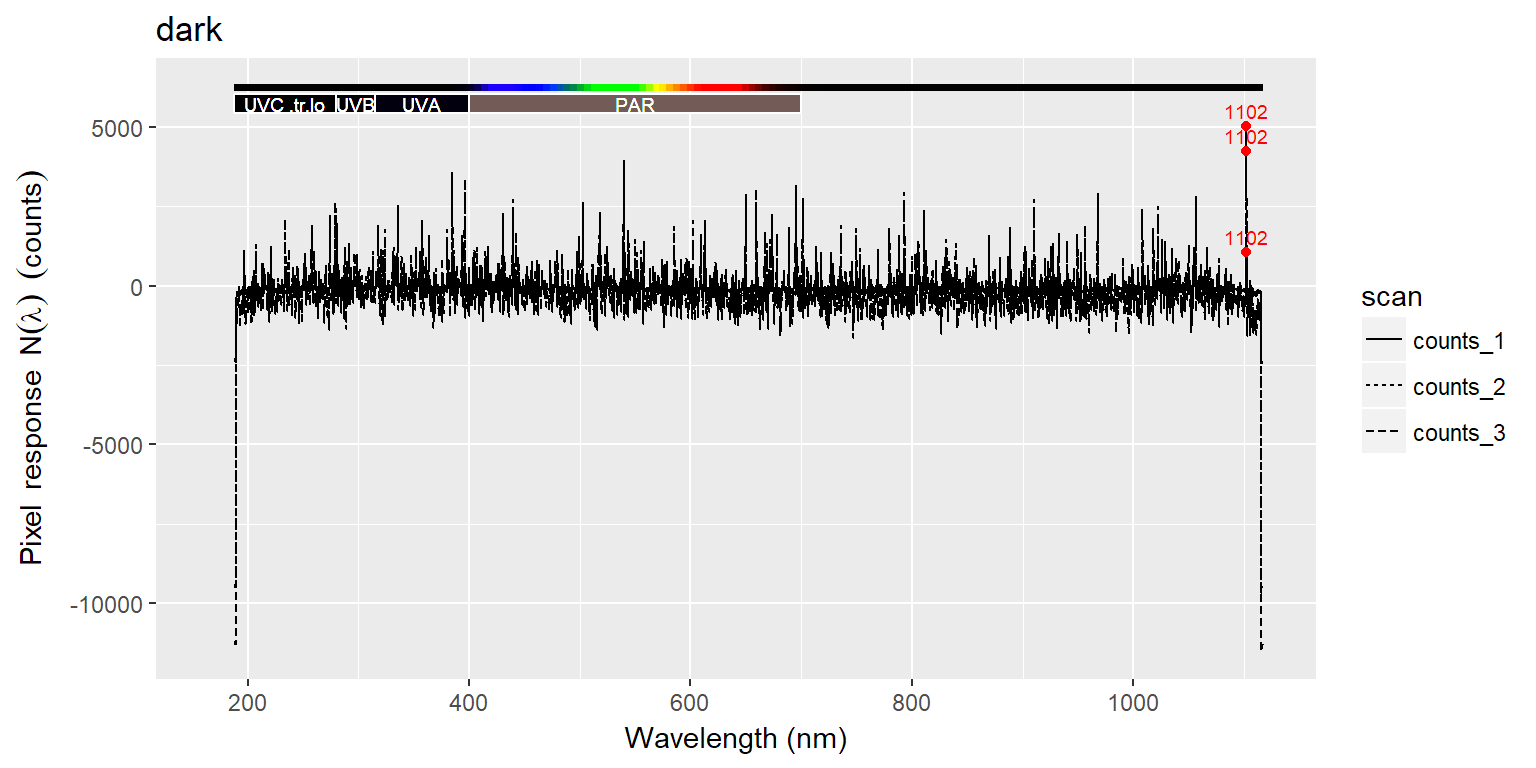 dark
UVC .tr.lo UVB UVA PAR
1102
1102
1102
5000
0
-5000
-10000
Pixel response N(λ) (counts)
200 400 600 800 1000
Wavelength (nm)
scan
counts_1
counts_2
counts_3